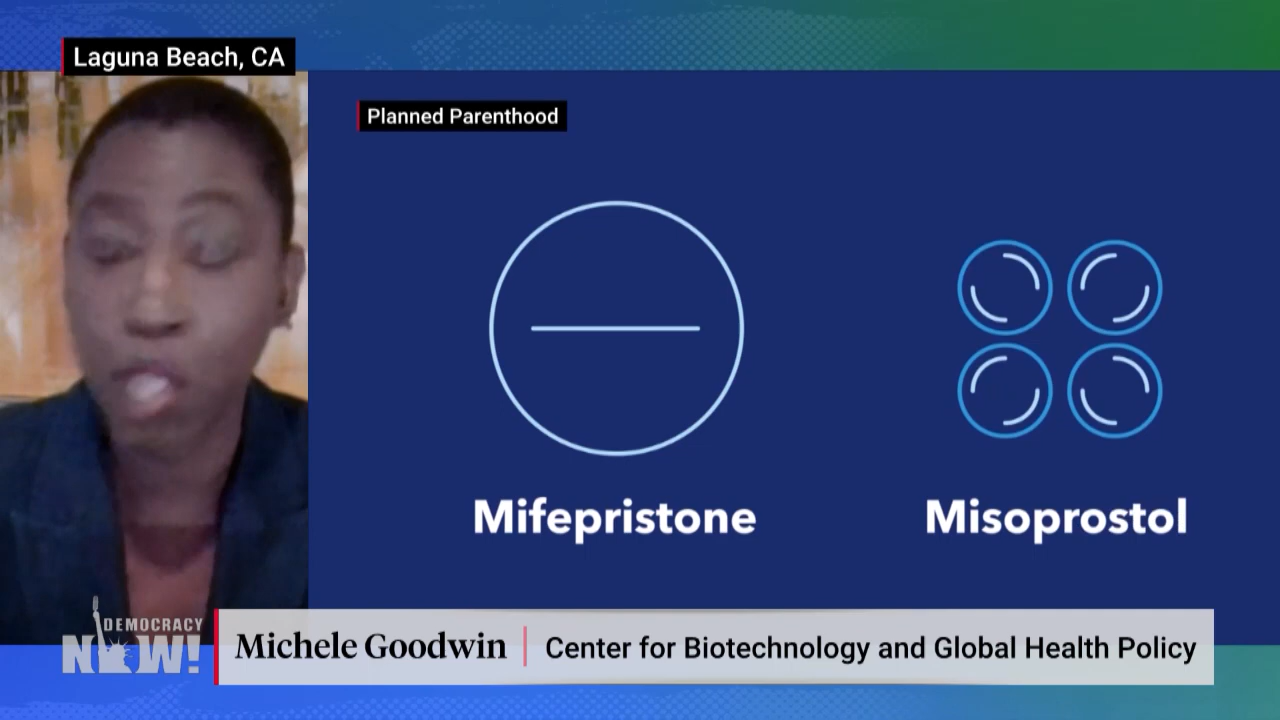 Laguna Beach, CA
Planned Parenthood
Mifepristone
Misoprostol
DEMOCRACY
NOW!
Michele Goodwin
Center for Biotechnology and Global Health Policy